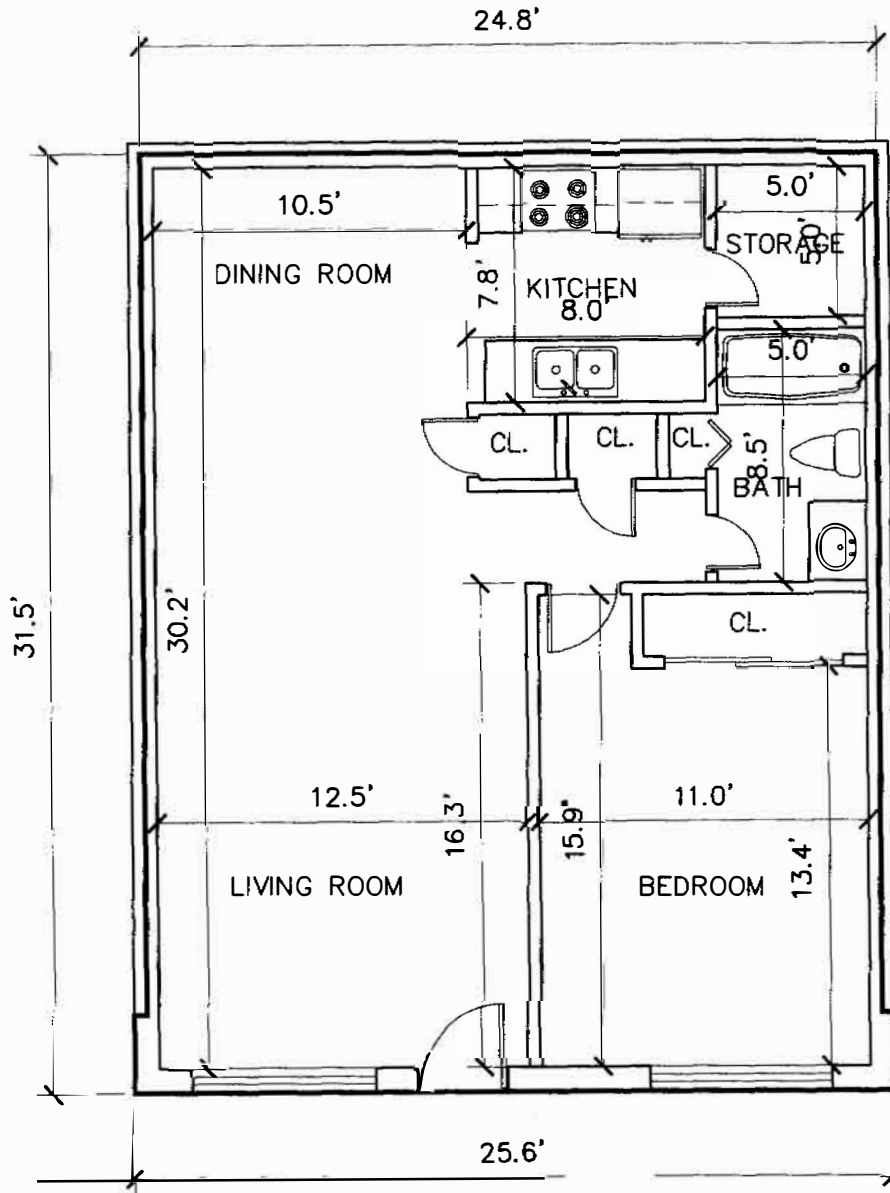 24.8'
10.5'
5.0'
DINING ROOM
STORAGE
5.0'
7.8'
KITCHEN
8.0'
5.0'
CL.
CL.
CL.
8.5'
BATH
31.5'
30.2'
CL.
12.5'
16.3'
15.9"
11.0'
13.4'
LIVING ROOM
BEDROOM
25.6'